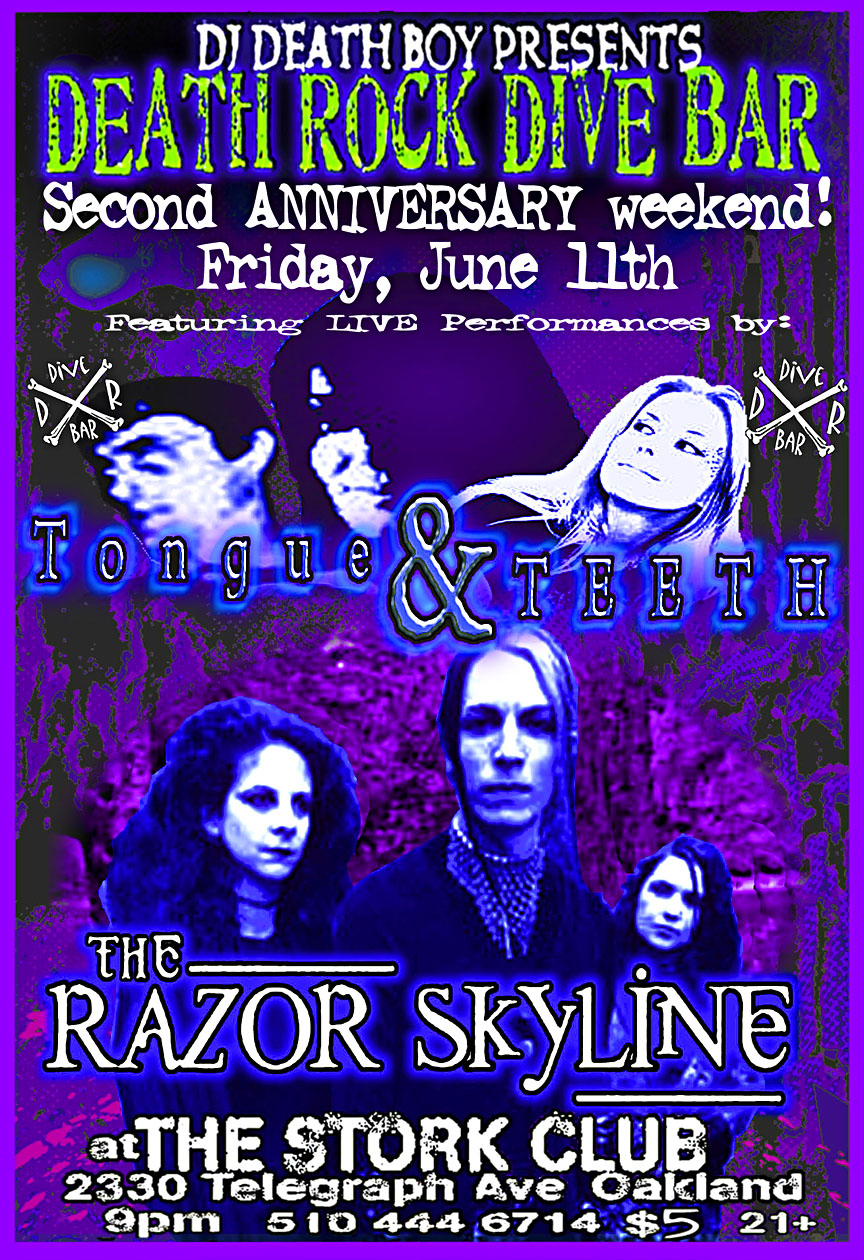 DJ DEATH BOY PRESENTS
DEATH ROCK DIVE BAR
Second ANNIVERSARY weekend!
Friday, June 11th
Featuring LIVE Performances by:
DiVE
D R
BAR
DiVE
D R
BAR
Tongue & TEETH
THE
RAZOR SKYLINE
at THE STORK CLUB
2330 Telegraph Ave Oakland
9pm 510 444 6714 $5 21+